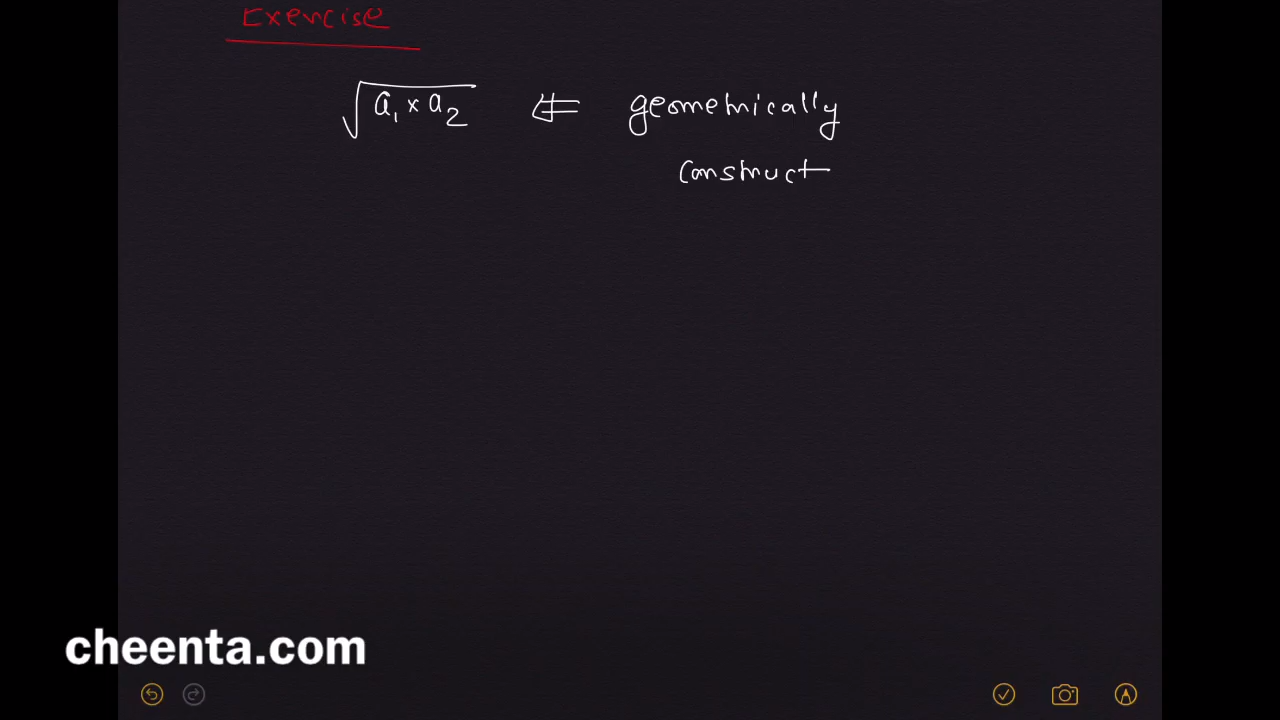 Exercise
√a₁ × a₂ ⇐ geometrically
construct
cheenta.com